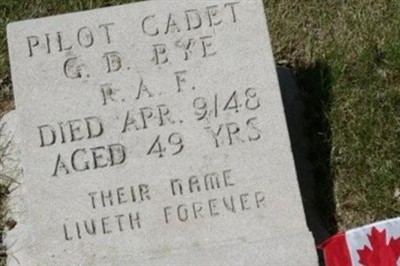 PILOT CADET
G. D. BYE
R. A. F.
DIED APR. 9/48
AGED 49 YRS
THEIR NAME
LIVETH FOREVER